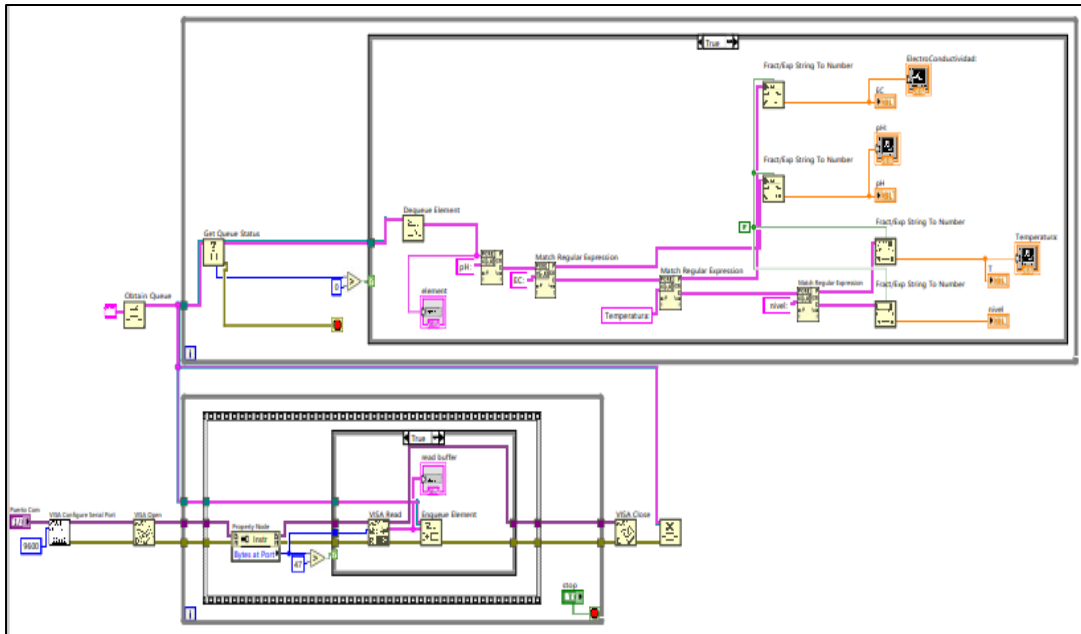 True
Fract/Exp String To Number
ElectroConductividad:
EC
Fract/Exp String To Number
pH:
pH
Dequeue Element
Fract/Exp String To Number
Temperatura:
Get Queue Status
pH:
Match Regular Expression
EC:
Match Regular Expression
T
0
element
Match Regular Expression
Fract/Exp String To Number
Obtain Queue
Temperatura:
nivel:
nivel
i
True
read buffer
Puerto Com
VISA Configure Serial Port
VISA Open
Property Node
VISA Read
Enqueue Element
VISA Close
9600
Instr
Bytes at Port
47
stop
i